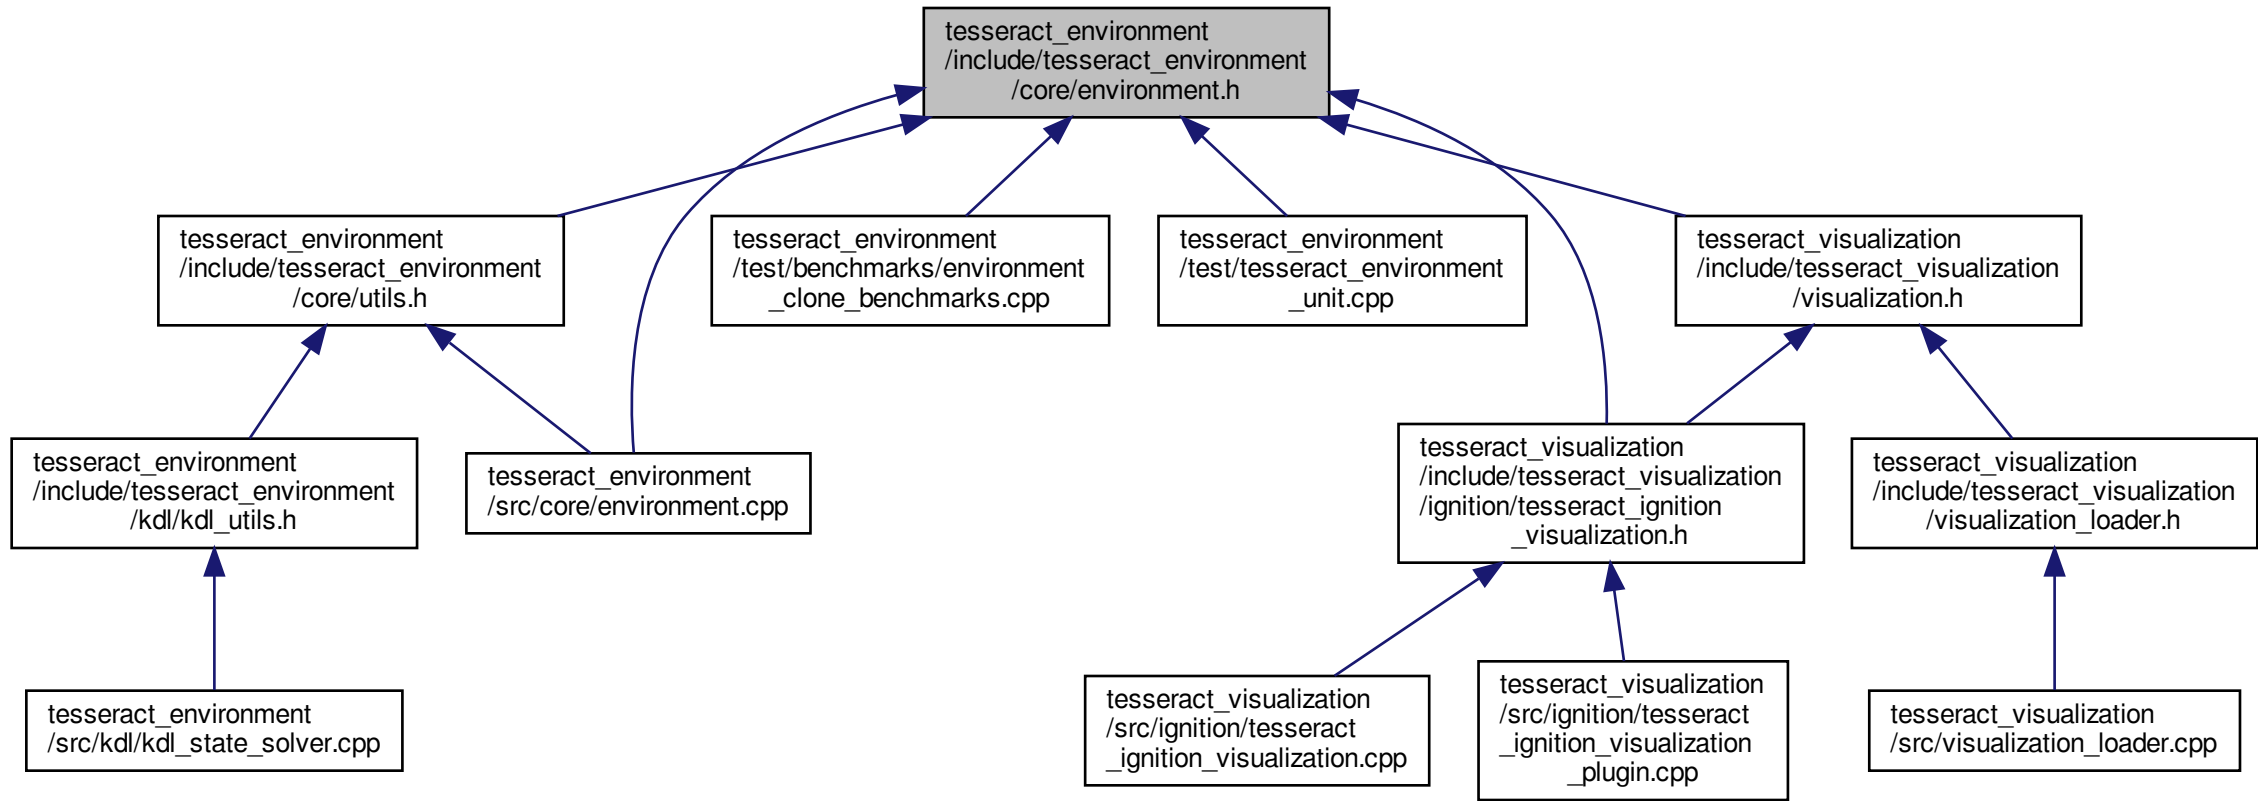 tesseract_environment
/include/tesseract_environment
/core/environment.h
tesseract_environment
/include/tesseract_environment
/core/utils.h
tesseract_environment
/test/benchmarks/environment
_clone_benchmarks.cpp
tesseract_environment
/test/tesseract_environment
_unit.cpp
tesseract_visualization
/include/tesseract_visualization
/visualization.h
tesseract_environment
/include/tesseract_environment
/kdl/kdl_utils.h
tesseract_environment
/src/core/environment.cpp
tesseract_visualization
/include/tesseract_visualization
/ignition/tesseract_ignition
_visualization.h
tesseract_visualization
/include/tesseract_visualization
/visualization_loader.h
tesseract_environment
/src/kdl/kdl_state_solver.cpp
tesseract_visualization
/src/ignition/tesseract
_ignition_visualization.cpp
tesseract_visualization
/src/ignition/tesseract
_ignition_visualization
_plugin.cpp
tesseract_visualization
/src/visualization_loader.cpp